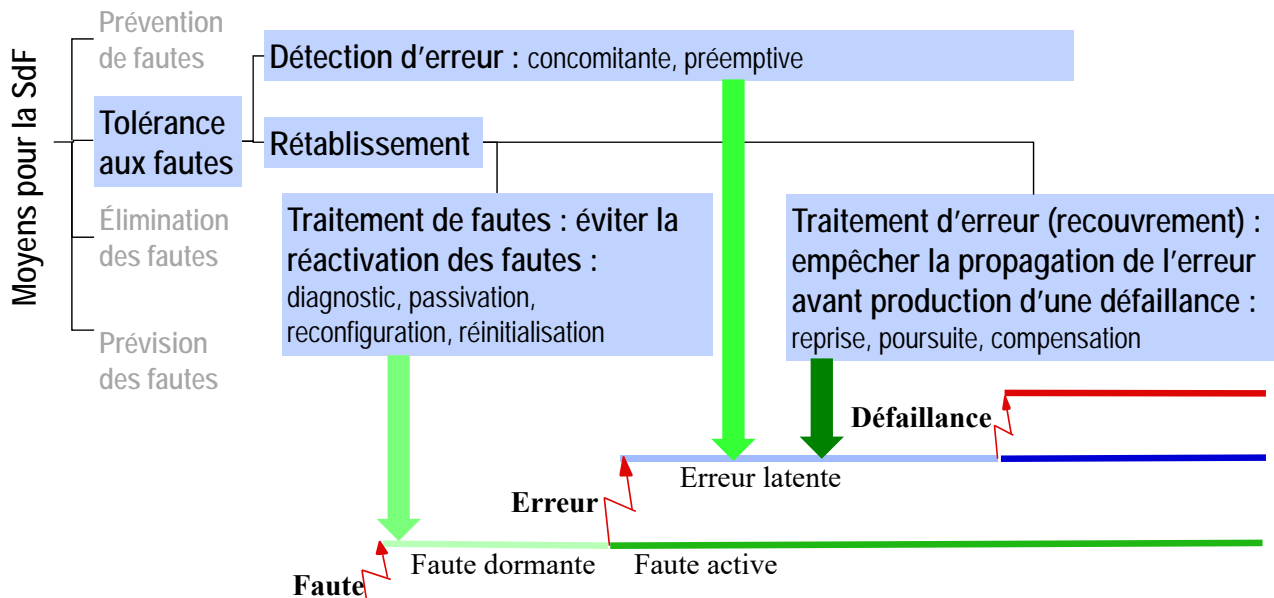 Moyens pour la SdF
Prévention
de fautes
Tolérance
aux fautes
Élimination
des fautes
Prévision
des fautes
Détection d’erreur : concomitante, préemptive
Rétablissement
Traitement de fautes : éviter la
réactivation des fautes :
diagnostic, passivation,
reconfiguration, réinitialisation
Traitement d’erreur (recouvrement) :
empêcher la propagation de l’erreur
avant production d’une défaillance :
reprise, poursuite, compensation
Défaillance
Erreur latente
Erreur
Faute dormante
Faute active
Faute